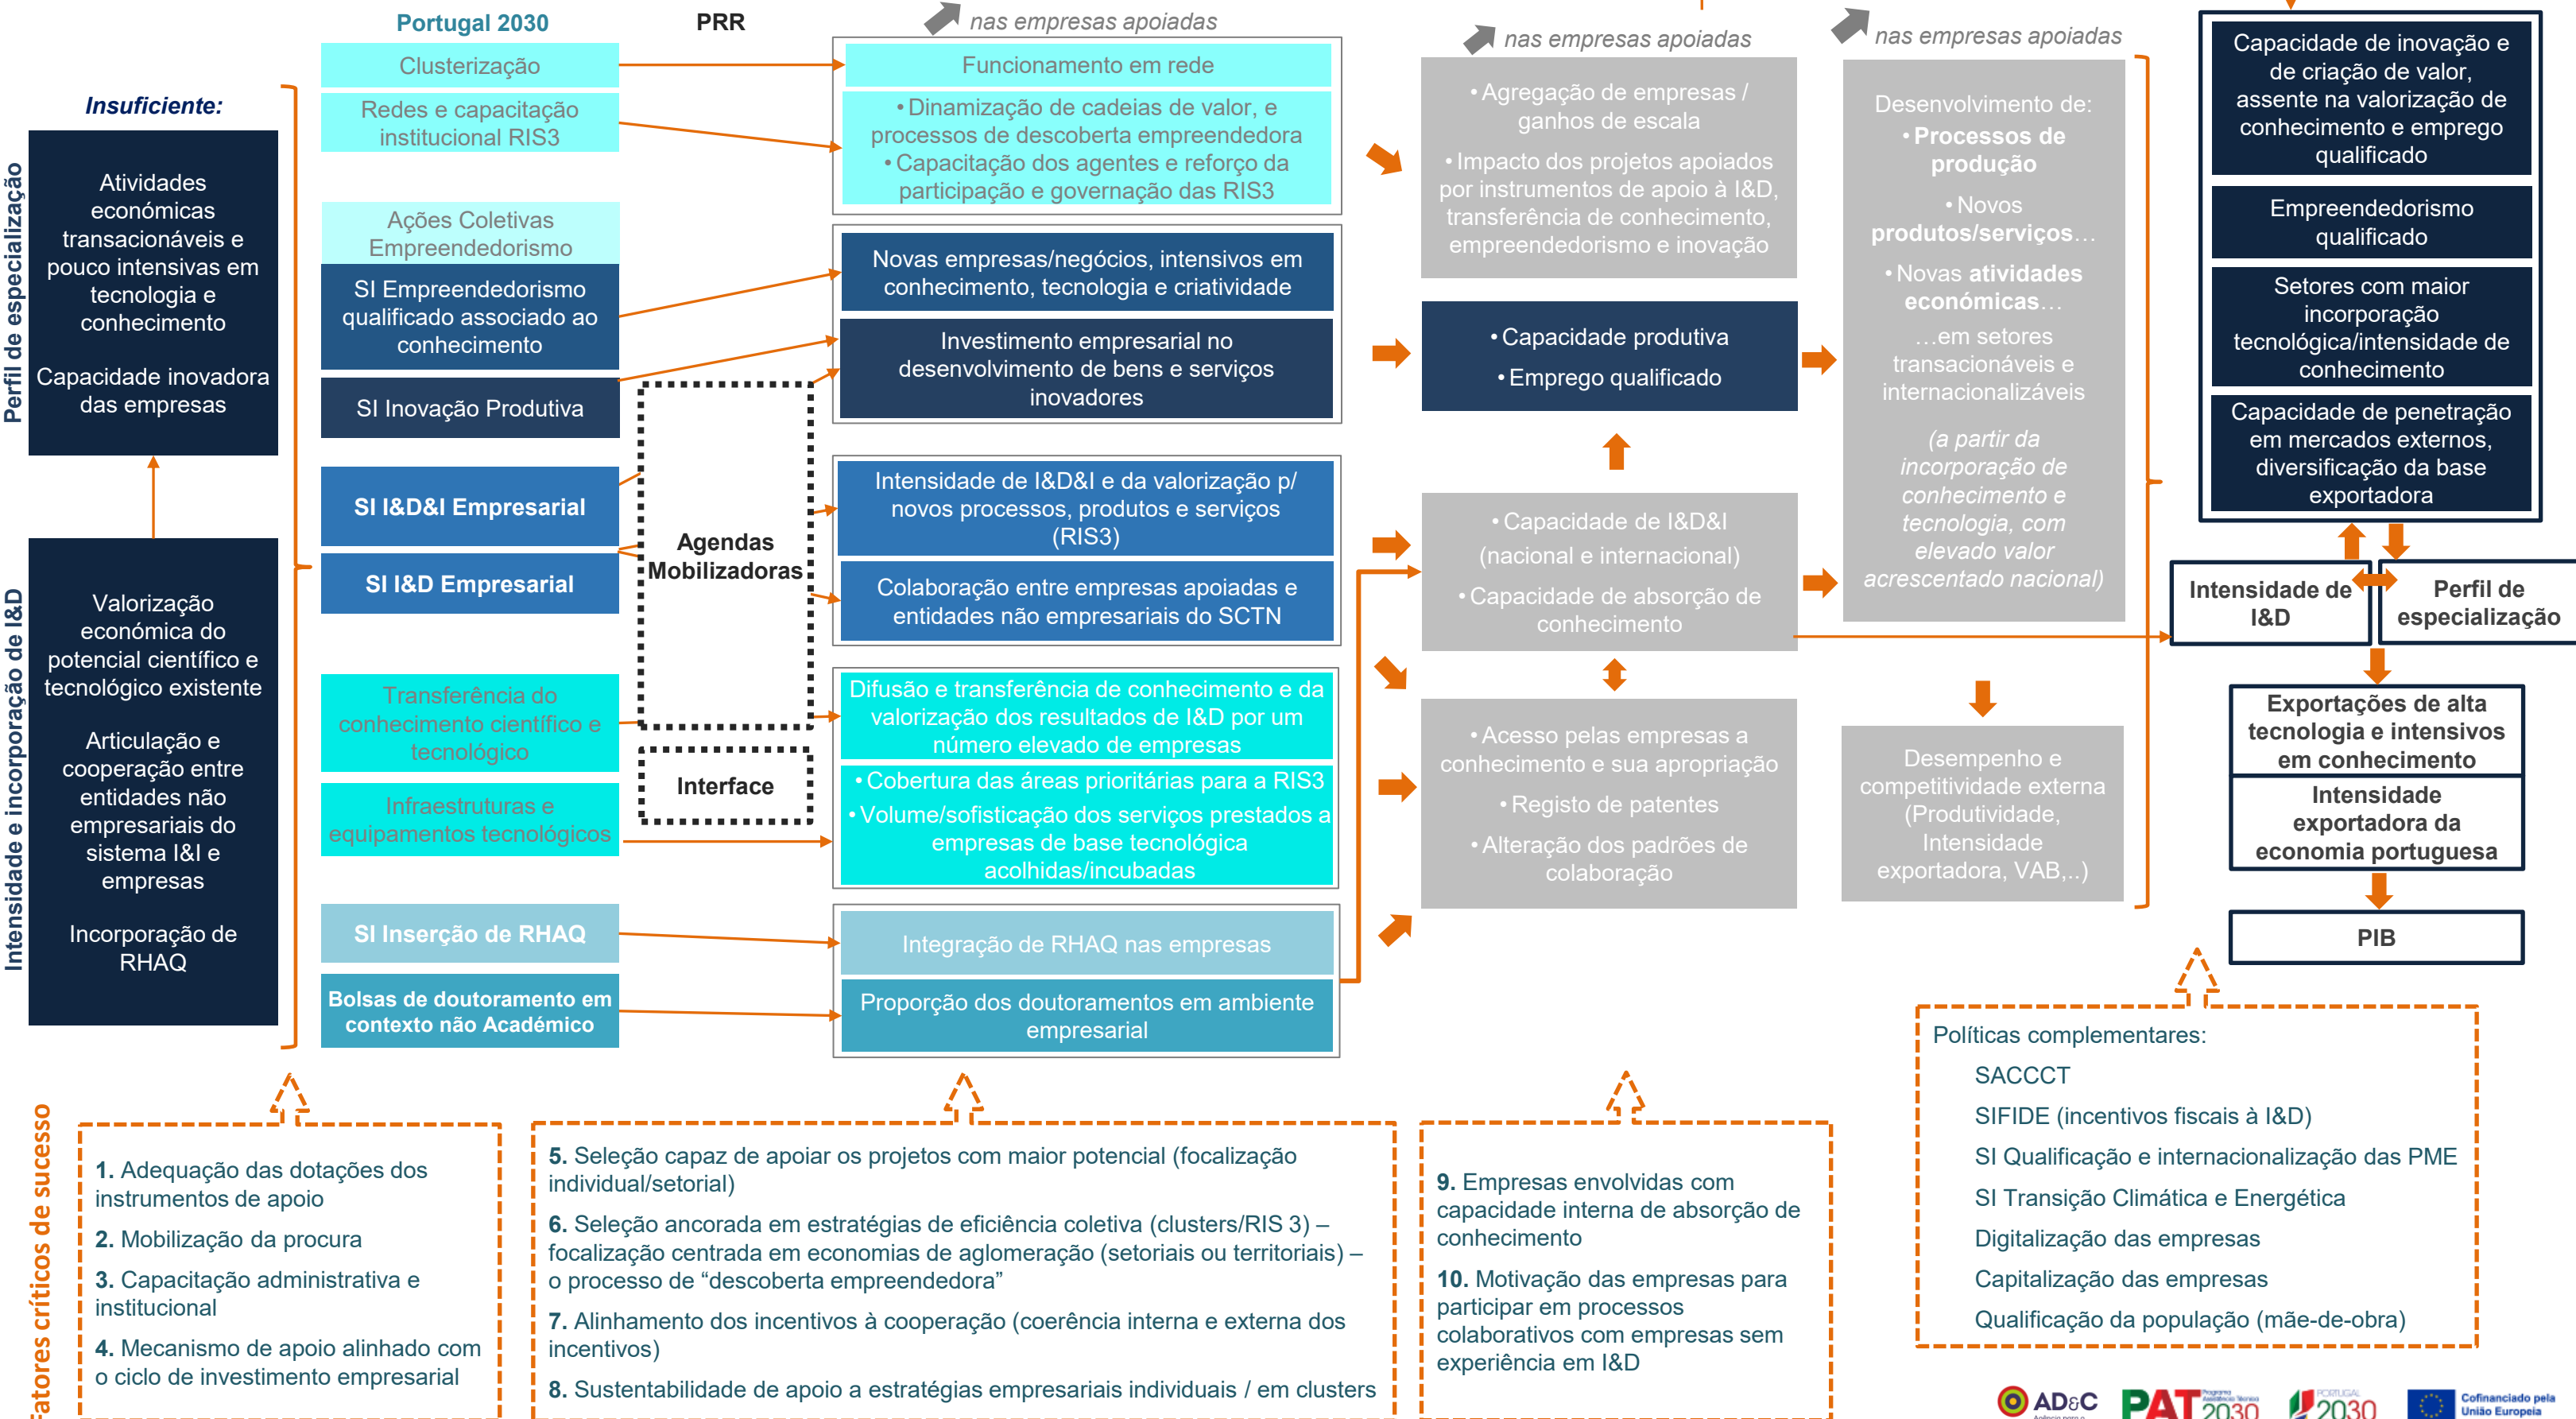 Portugal 2030
PRR
nas empresas apoiadas
nas empresas apoiadas
nas empresas apoiadas
Perfil de especialização
Insuficiente:
Atividades
económicas
transacionáveis e
pouco intensivas em
tecnologia e
conhecimento
Capacidade inovadora
das empresas
Intensidade e incorporação de I&D
Valorização
económica do
potencial científico e
tecnológico existente
Articulação e
cooperação entre
entidades não
empresariais do
sistema I&I e
empresas
Incorporação de
RHAQ
Clusterização
Redes e capacitação
institucional RIS3
Ações Coletivas
Empreendedorismo
SI Empreendedorismo
qualificado associado ao
conhecimento
SI Inovação Produtiva
SI I&D&I Empresarial
SI I&D Empresarial
Transferência do
conhecimento científico e
tecnológico
Infraestruturas e
equipamentos tecnológicos
SI Inserção de RHAQ
Bolsas de doutoramento em
contexto não Académico
Agendas
Mobilizadoras
Interface
Funcionamento em rede
• Dinamização de cadeias de valor, e
processos de descoberta empreendedora
• Capacitação dos agentes e reforço da
participação e governação das RIS3
Novas empresas/negócios, intensivos em
conhecimento, tecnologia e criatividade
Investimento empresarial no
desenvolvimento de bens e serviços
inovadores
Intensidade de I&D&I e da valorização p/
novos processos, produtos e serviços
(RIS3)
Colaboração entre empresas apoiadas e
entidades não empresariais do SCTN
Difusão e transferência de conhecimento e da
valorização dos resultados de I&D por um
número elevado de empresas
• Cobertura das áreas prioritárias para a RIS3
• Volume/sofisticação dos serviços prestados a
empresas de base tecnológica
acolhidas/incubadas
Integração de RHAQ nas empresas
Proporção dos doutoramentos em ambiente
empresarial
• Agregação de empresas /
ganhos de escala
• Impacto dos projetos apoiados
por instrumentos de apoio à I&D,
transferência de conhecimento,
empreendedorismo e inovação
• Capacidade produtiva
• Emprego qualificado
• Capacidade de I&D&I
(nacional e internacional)
• Capacidade de absorção de
conhecimento
• Acesso pelas empresas a
conhecimento e sua apropriação
• Registo de patentes
• Alteração dos padrões de
colaboração
Desenvolvimento de:
• Processos de
produção
• Novos
produtos/serviços…
• Novas atividades
económicas…
…em setores
transacionáveis e
internacionalizáveis
(a partir da
incorporação de
conhecimento e
tecnologia, com
elevado valor
acrescentado nacional)
Desempenho e
competitividade externa
(Produtividade,
Intensidade
exportadora, VAB,..)
Capacidade de inovação e
de criação de valor,
assente na valorização de
conhecimento e emprego
qualificado
Empreendedorismo
qualificado
Setores com maior
incorporação
tecnológica/intensidade de
conhecimento
Capacidade de penetração
em mercados externos,
diversificação da base
exportadora
Intensidade de
I&D
Perfil de
especialização
Exportações de alta
tecnologia e intensivos
em conhecimento
Intensidade
exportadora da
economia portuguesa
PIB
Fatores críticos de sucesso
1. Adequação das dotações dos
instrumentos de apoio
2. Mobilização da procura
3. Capacitação administrativa e
institucional
4. Mecanismo de apoio alinhado com
o ciclo de investimento empresarial
5. Seleção capaz de apoiar os projetos com maior potencial (focalização
individual/setorial)
6. Seleção ancorada em estratégias de eficiência coletiva (clusters/RIS 3) –
focalização centrada em economias de aglomeração (setoriais ou territoriais) –
o processo de “descoberta empreendedora”
7. Alinhamento dos incentivos à cooperação (coerência interna e externa dos
incentivos)
8. Sustentabilidade de apoio a estratégias empresariais individuais / em clusters
9. Empresas envolvidas com
capacidade interna de absorção de
conhecimento
10. Motivação das empresas para
participar em processos
colaborativos com empresas sem
experiência em I&D
Políticas complementares:
SACCCT
SIFIDE (incentivos fiscais à I&D)
SI Qualificação e internacionalização das PME
SI Transição Climática e Energética
Digitalização das empresas
Capitalização das empresas
Qualificação da população (mãe-de-obra)
AD&C
PAT 2030
Programa
Assistência Técnica
PORTUGAL
2030
Cofinanciado pela
União Europeia